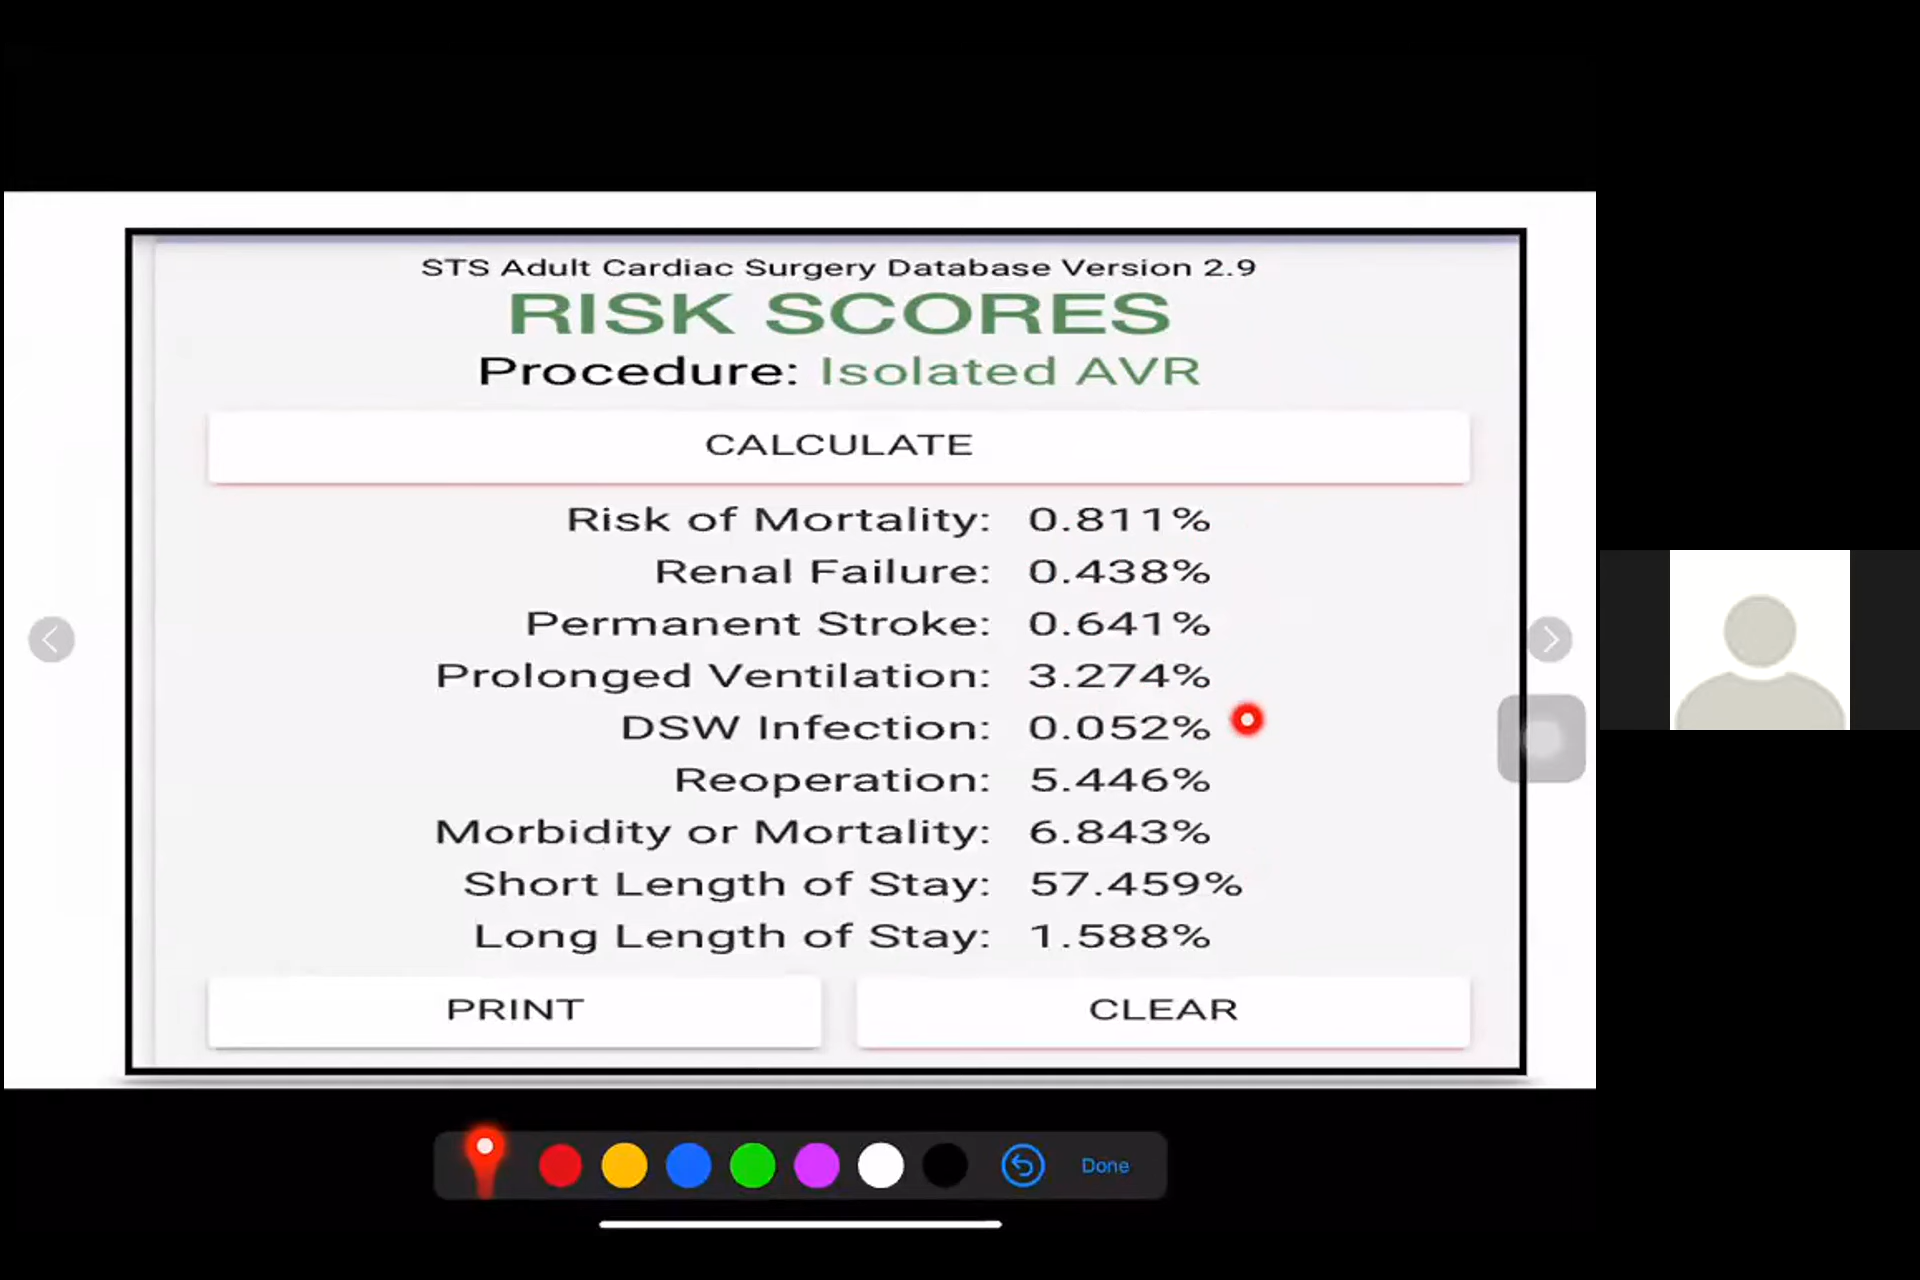 STS Adult Cardiac Surgery Database Version 2.9
RISK SCORES
Procedure: Isolated AVR
CALCULATE
Risk of Mortality: 0.811%
Renal Failure: 0.438%
Permanent Stroke: 0.641%
Prolonged Ventilation: 3.274%
DSW Infection: 0.052%
Reoperation: 5.446%
Morbidity or Mortality: 6.843%
Short Length of Stay: 57.459%
Long Length of Stay: 1.588%
PRINT CLEAR
Done